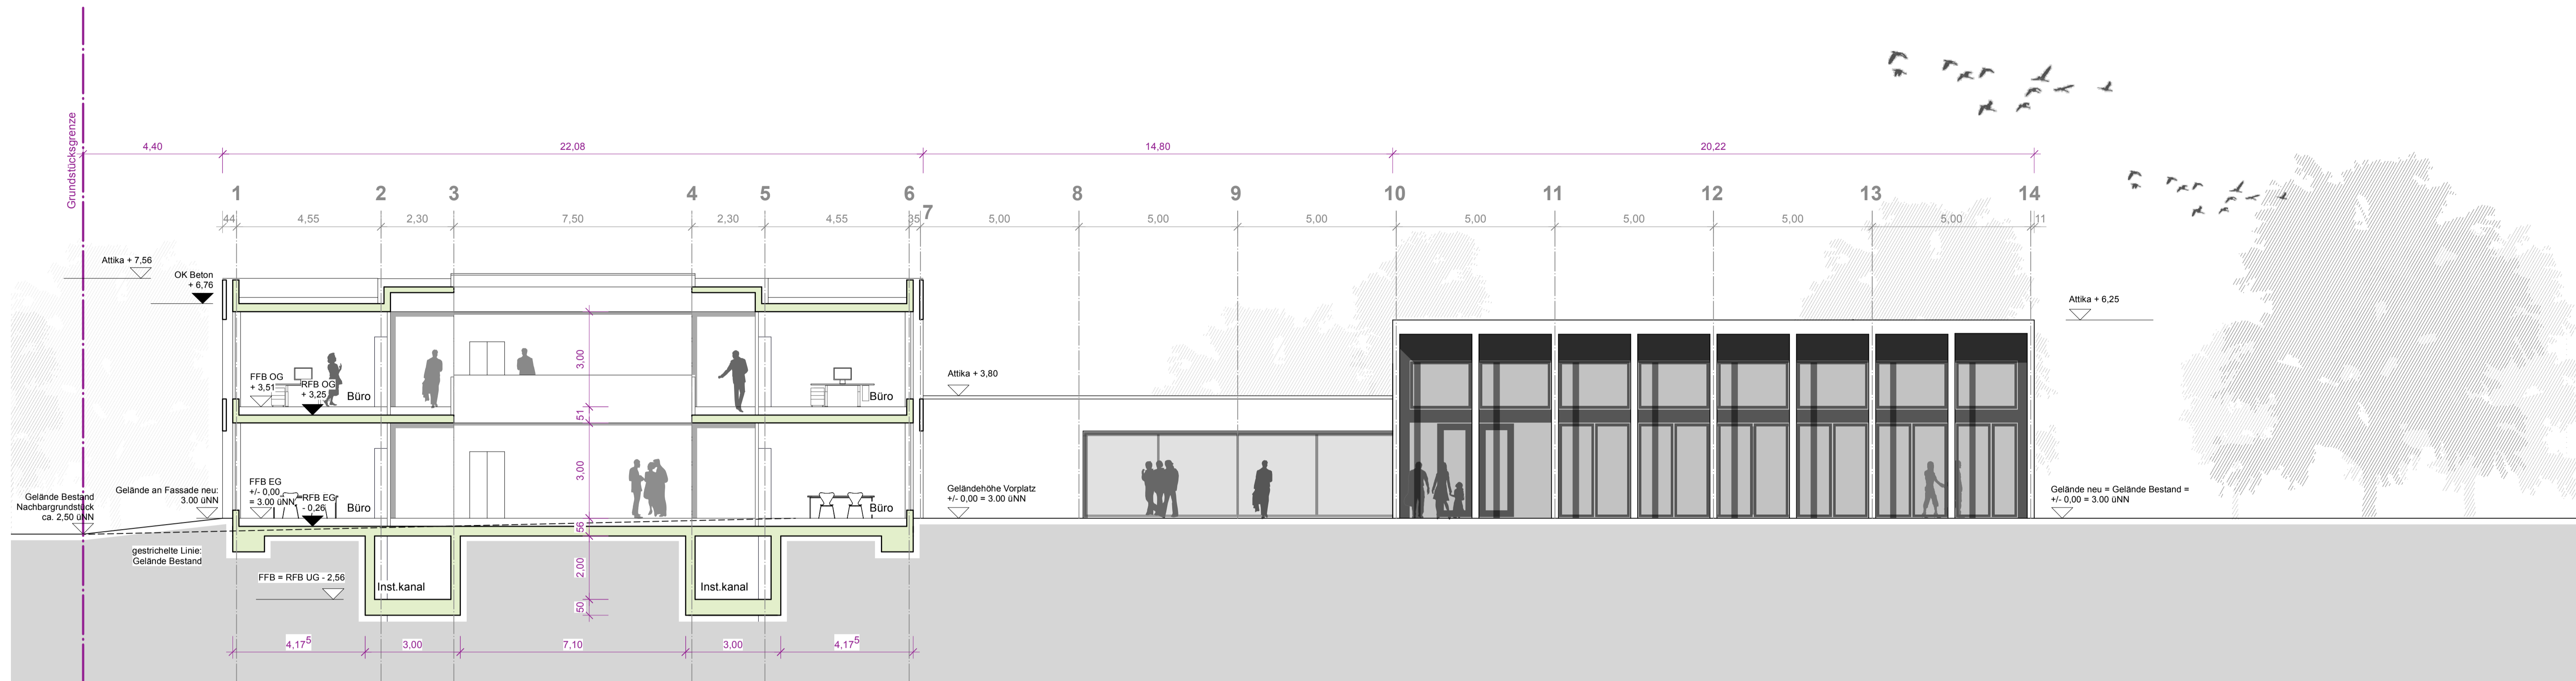 Grundstücksgrenze
4,40
22,08
14,80
20,22
1
2
3
4
5
6
7
8
9
10
11
12
13
14
44
4,55
2,30
7,50
2,30
4,55
35
5,00
5,00
5,00
5,00
5,00
5,00
5,00
11
Attika + 7,56
OK Beton
+ 6,76
Attika + 6,25
Attika + 3,80
3,00
FFB OG
+ 3,51
RFB OG
+ 3,25
Büro
Büro
51
3,00
FFB EG
+/- 0,00
= 3.00 üNN
RFB EG
- 0,26
Büro
Büro
Gelände an Fassade neu:
3.00 üNN
Gelände Bestand
Nachbargrundstück
ca. 2,50 üNN
Geländehöhe Vorplatz
+/- 0,00 = 3.00 üNN
Gelände neu = Gelände Bestand =
+/- 0,00 = 3.00 üNN
56
gestrichelte Linie:
Gelände Bestand
2,00
FFB = RFB UG - 2,56
Inst.kanal
Inst.kanal
50
4,17⁵
3,00
7,10
3,00
4,17⁵